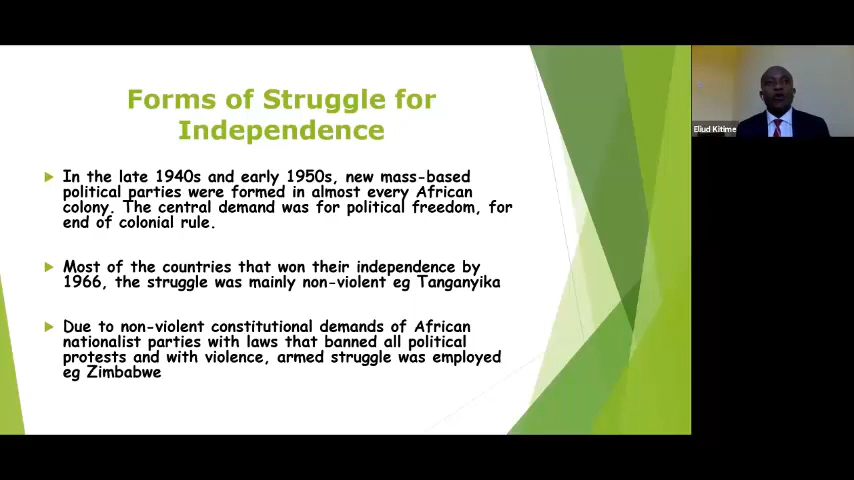 Forms of Struggle for
Independence
In the late 1940s and early 1950s, new mass-based
political parties were formed in almost every African
colony. The central demand was for political freedom, for
end of colonial rule.
Most of the countries that won their independence by
1966, the struggle was mainly non-violent eg Tanganyika
Due to non-violent constitutional demands of African
nationalist parties with laws that banned all political
protests and with violence, armed struggle was employed
eg Zimbabwe
Eliud Kitime